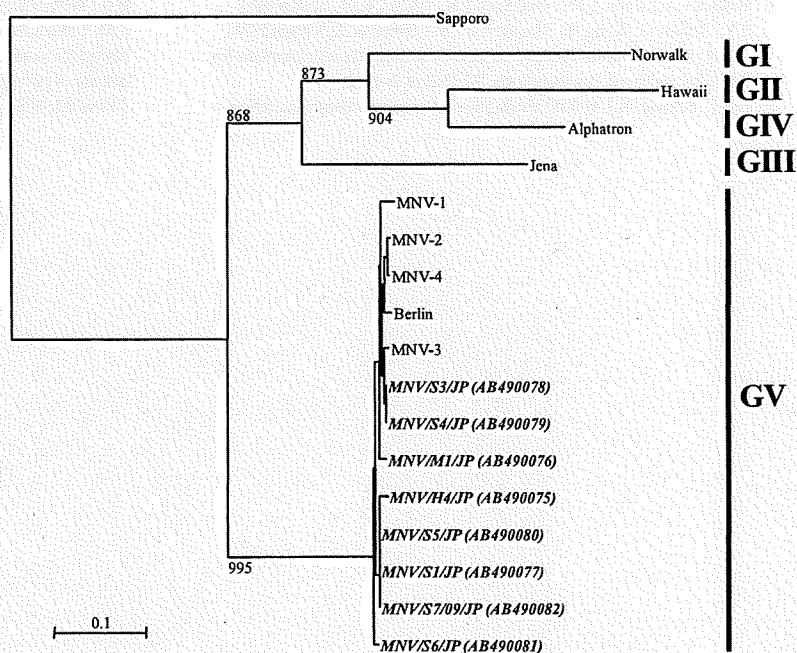 Sapporo
873
Norwalk
GI
Hawaii
GII
868
904
Alphatron
GIV
Jena
GIII
MNV-1
MNV-2
MNV-4
Berlin
MNV-3
MNV/S3/JP (AB490078)
GV
MNV/S4/JP (AB490079)
MNV/M1/JP (AB490076)
MNV/H4/JP (AB490075)
MNV/S5/JP (AB490080)
995
MNV/S1/JP (AB490077)
MNV/S7/09/JP (AB490082)
0.1
MNV/S6/JP (AB490081)